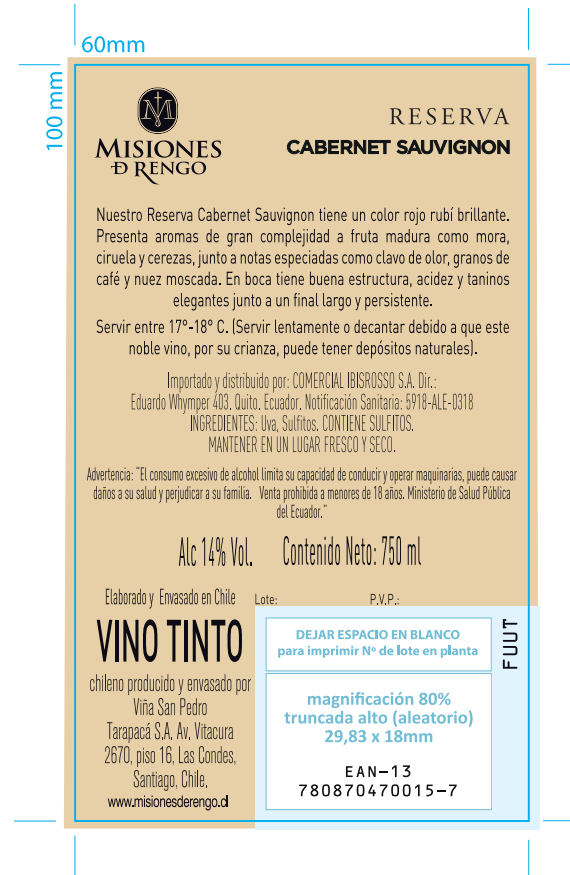 60mm
100 mm
M
MISIONES
D RENGO
RESERVA
CABERNET SAUVIGNON
Nuestro Reserva Cabernet Sauvignon tiene un color rojo rubí brillante.
Presenta aromas de gran complejidad a fruta madura como mora,
ciruela y cerezas, junto a notas especiadas como clavo de olor, granos de
café y nuez moscada. En boca tiene buena estructura, acidez y taninos
elegantes junto a un final largo y persistente.
Servir entre 17º-18º C. (Servir lentamente o decantar debido a que este
noble vino, por su crianza, puede tener depósitos naturales).
Importado y distribuido por: COMERCIAL IBISROSSO S.A. Dir.:
Eduardo Whymper 403. Quito. Ecuador. Notificación Sanitaria: 5918-ALE-0318
INGREDIENTES: Uva, Sulfitos. CONTIENE SULFITOS.
MANTENER EN UN LUGAR FRESCO Y SECO.
Advertencia: “El consumo excesivo de alcohol limita su capacidad de conducir y operar maquinarias, puede causar
daños a su salud y perjudicar a su familia. Venta prohibida a menores de 18 años. Ministerio de Salud Pública
del Ecuador.”
Alc 14% Vol. Contenido Neto: 750 ml
Elaborado y Envasado en Chile Lote: P.V.P.:
VINO TINTO
chileno producido y envasado por
Viña San Pedro
Tarapacá S.A. Av. Vitacura
2670, piso 16, Las Condes,
Santiago, Chile.
www.misionesderengo.cl
DEJAR ESPACIO EN BLANCO
para imprimir Nº de lote en planta
FUUT
magnificación 80%
truncada alto (aleatorio)
29,83 x 18mm
EAN-13
780870470015-7